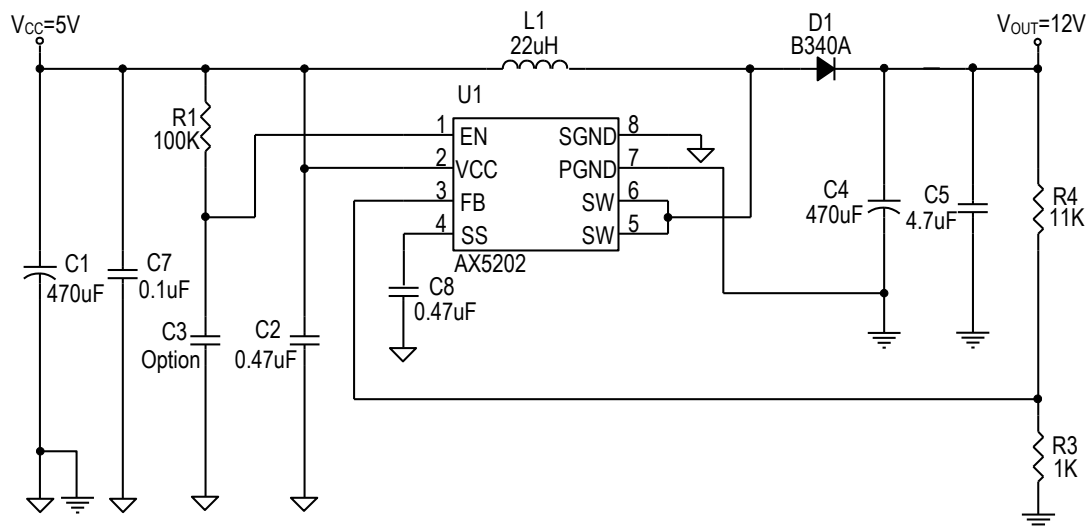 VCC=5V
L1
22uH
D1
B340A
VOUT=12V
U1
R1
100K
1
EN
SGND
8
2
VCC
PGND
7
3
FB
SW
6
4
SS
SW
5
AX5202
C4
470uF
C5
4.7uF
R4
11K
C1
470uF
C7
0.1uF
C8
0.47uF
C3
Option
C2
0.47uF
R3
1K